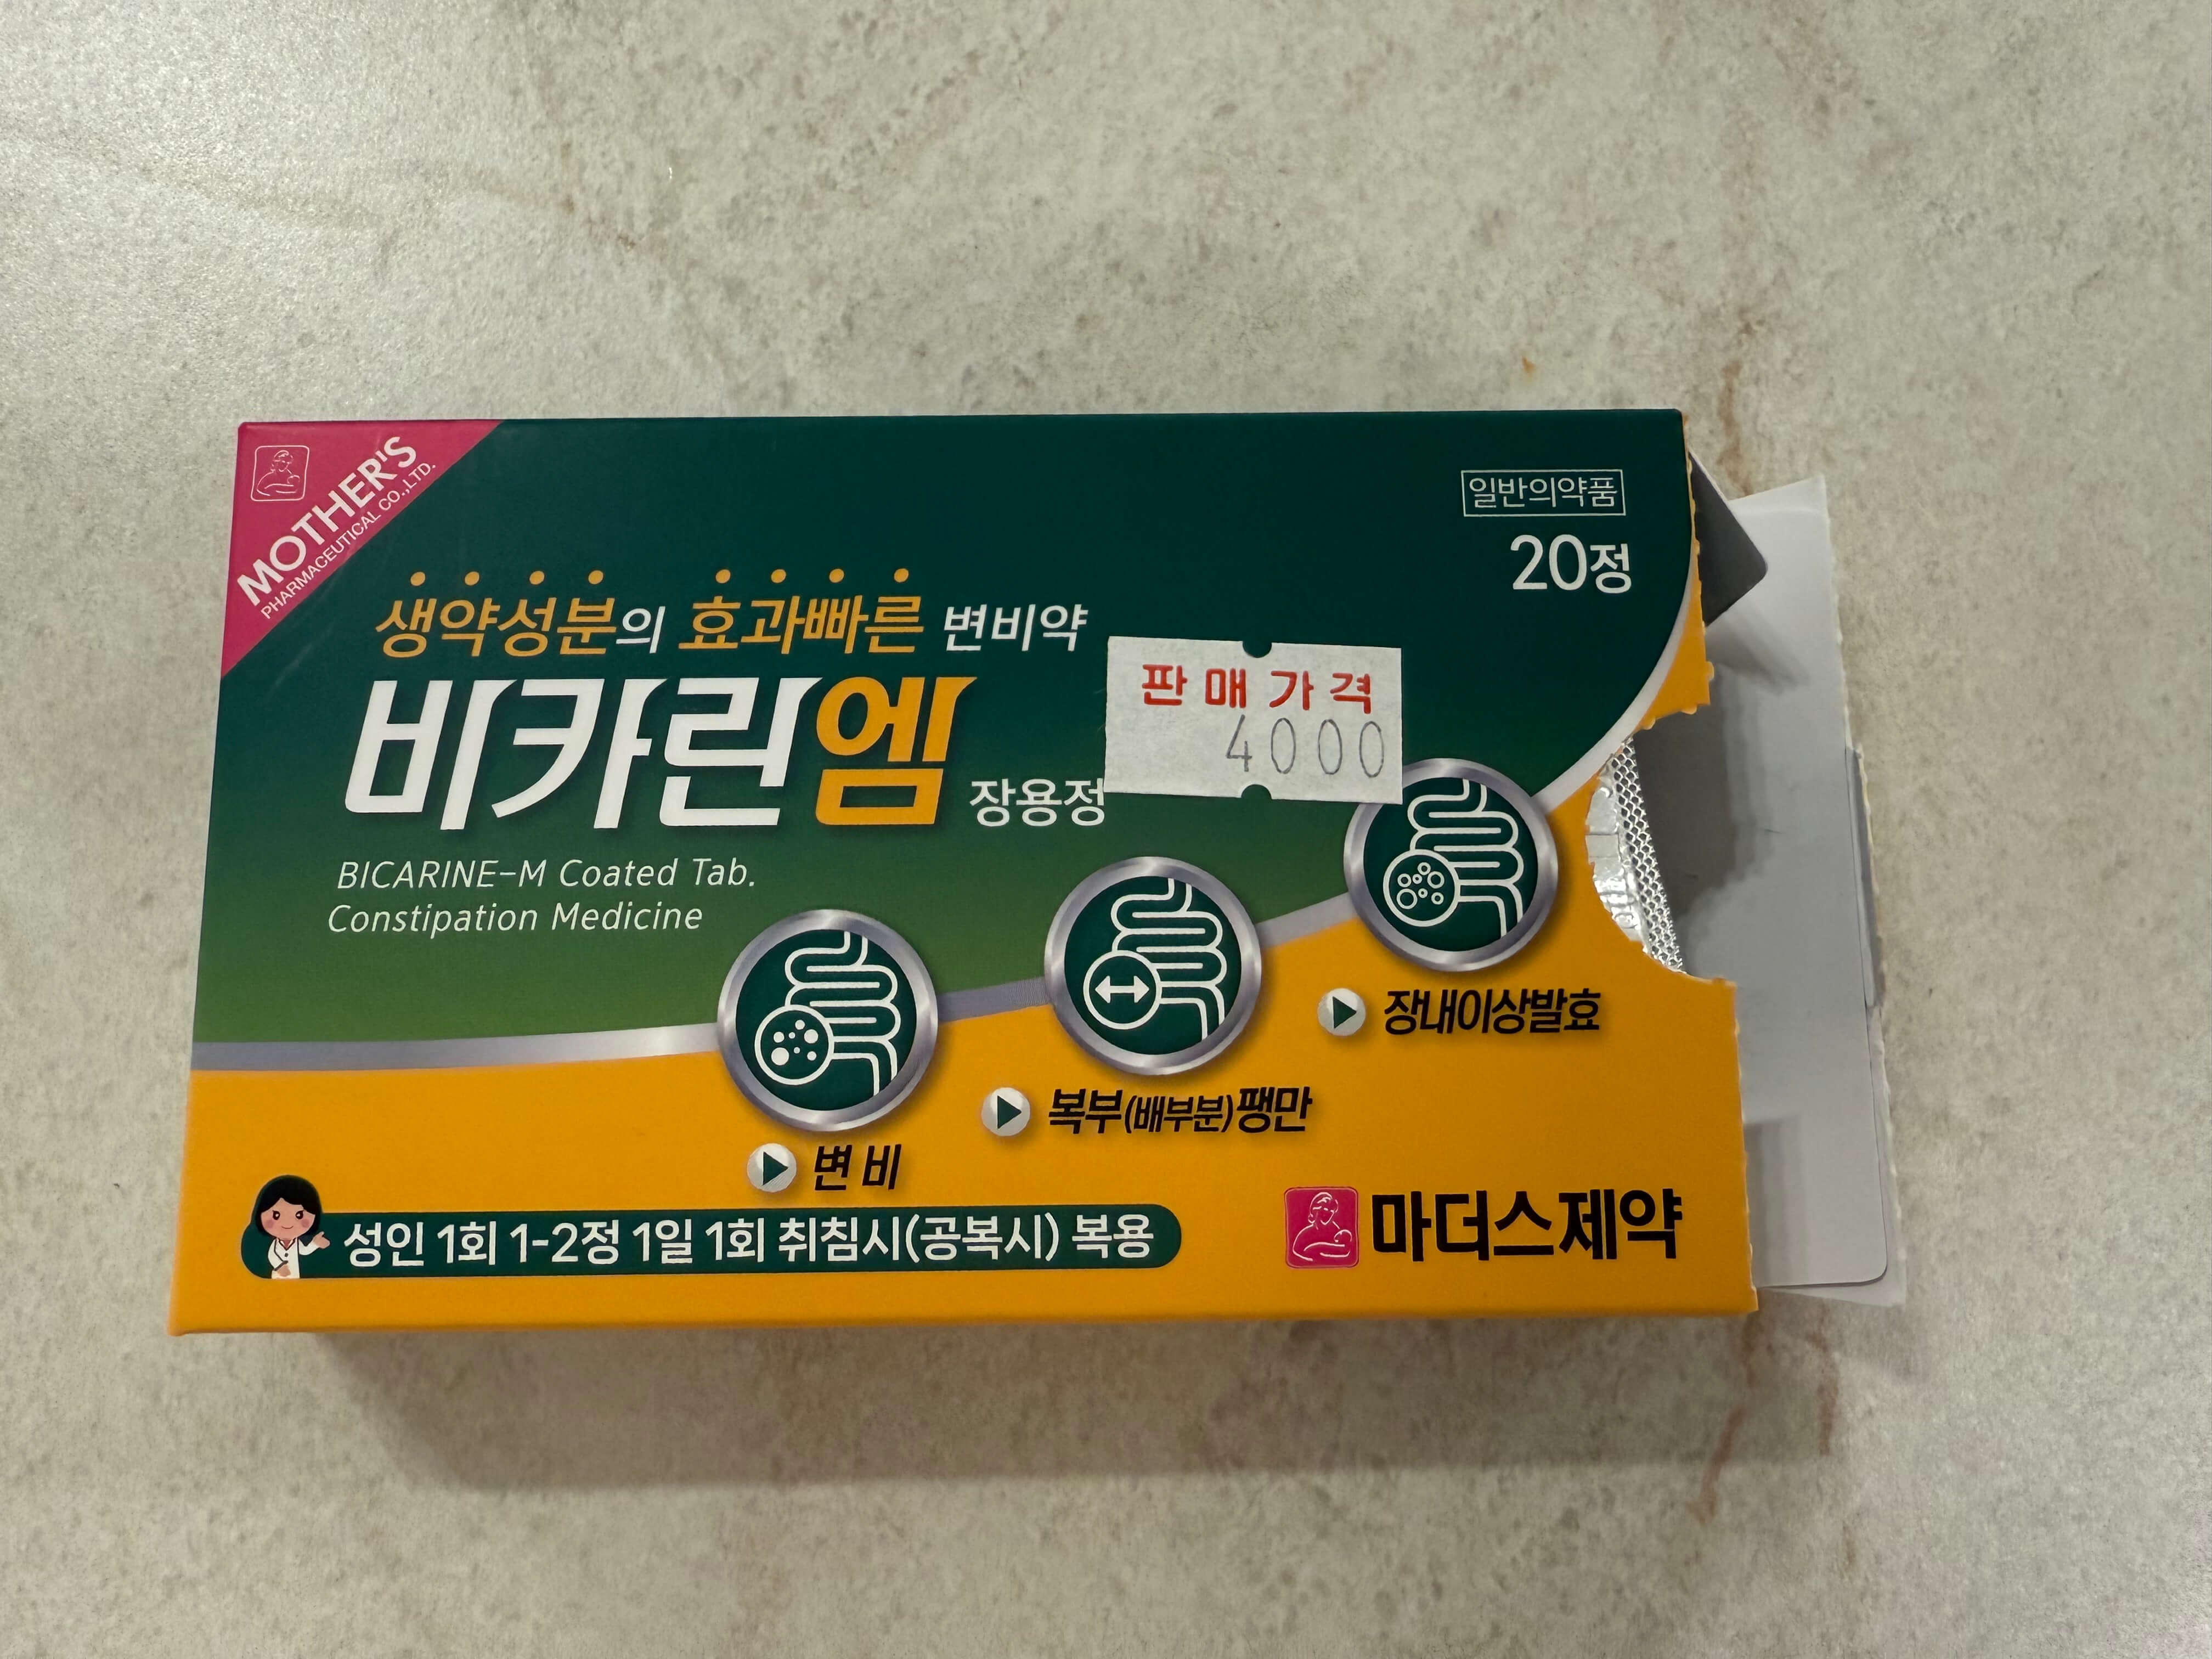 MOTHER'S
PHARMACEUTICAL CO.,LTD.
일반의약품
20정
생약성분의 효과빠른 변비약
비카린엠 장용정
판매가격
4000
BICARINE-M Coated Tab.
Constipation Medicine
장내이상발효
복부(배부분)팽만
변비
성인 1회 1-2정 1일 1회 취침시(공복시) 복용
마더스제약